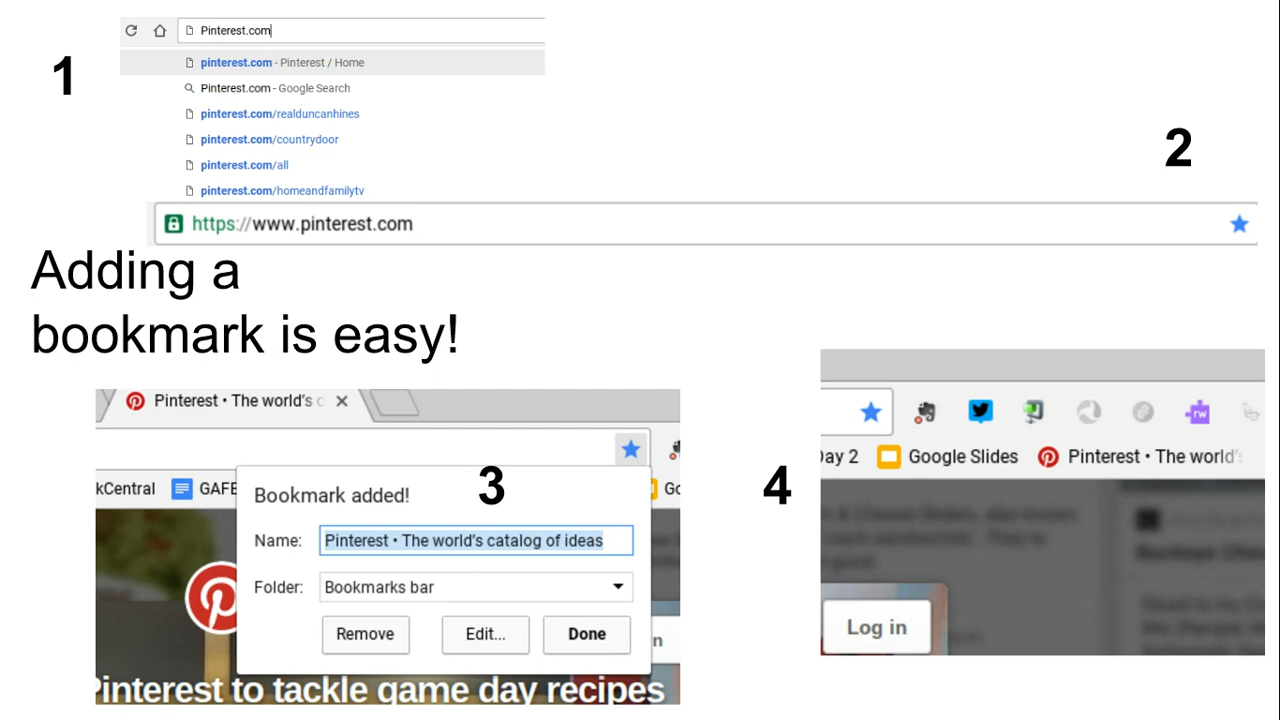 1
Pinterest.com
pinterest.com - Pinterest / Home
Pinterest.com - Google Search
pinterest.com/realduncanhines
pinterest.com/countrydoor
pinterest.com/all
pinterest.com/homeandfamilytv
2
https://www.pinterest.com
Adding a
bookmark is easy!
Pinterest • The world's c
kCentral GAFE Go
3
Bookmark added!
Name: Pinterest • The world's catalog of ideas
Folder: Bookmarks bar
Remove Edit... Done
n
Pinterest to tackle game day recipes
4
rw
Day 2 Google Slides Pinterest • The world's
Log in